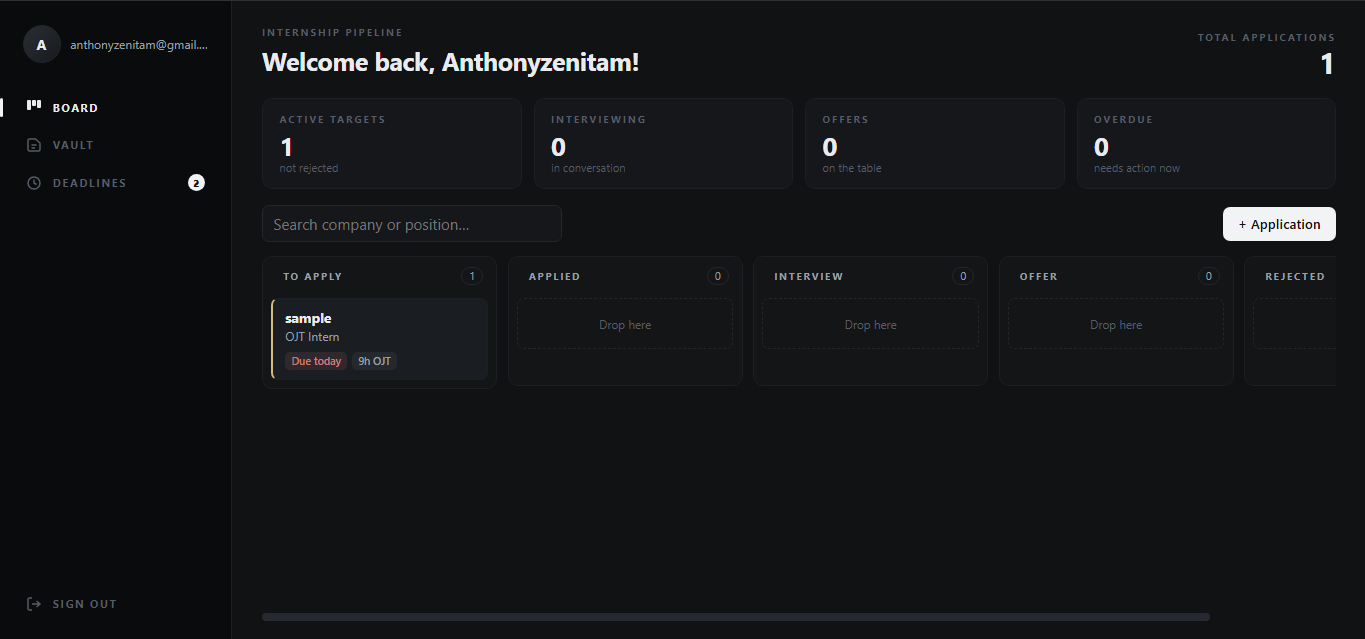 A
anthonyzenitam@gmail....
BOARD
VAULT
DEADLINES 2
SIGN OUT
INTERNSHIP PIPELINE
Welcome back, Anthonyzenitam!
TOTAL APPLICATIONS
1
ACTIVE TARGETS
1
not rejected
INTERVIEWING
0
in conversation
OFFERS
0
on the table
OVERDUE
0
needs action now
Search company or position...
+ Application
TO APPLY 1
sample
OJT Intern
Due today 9h OJT
APPLIED 0
Drop here
INTERVIEW 0
Drop here
OFFER 0
Drop here
REJECTED